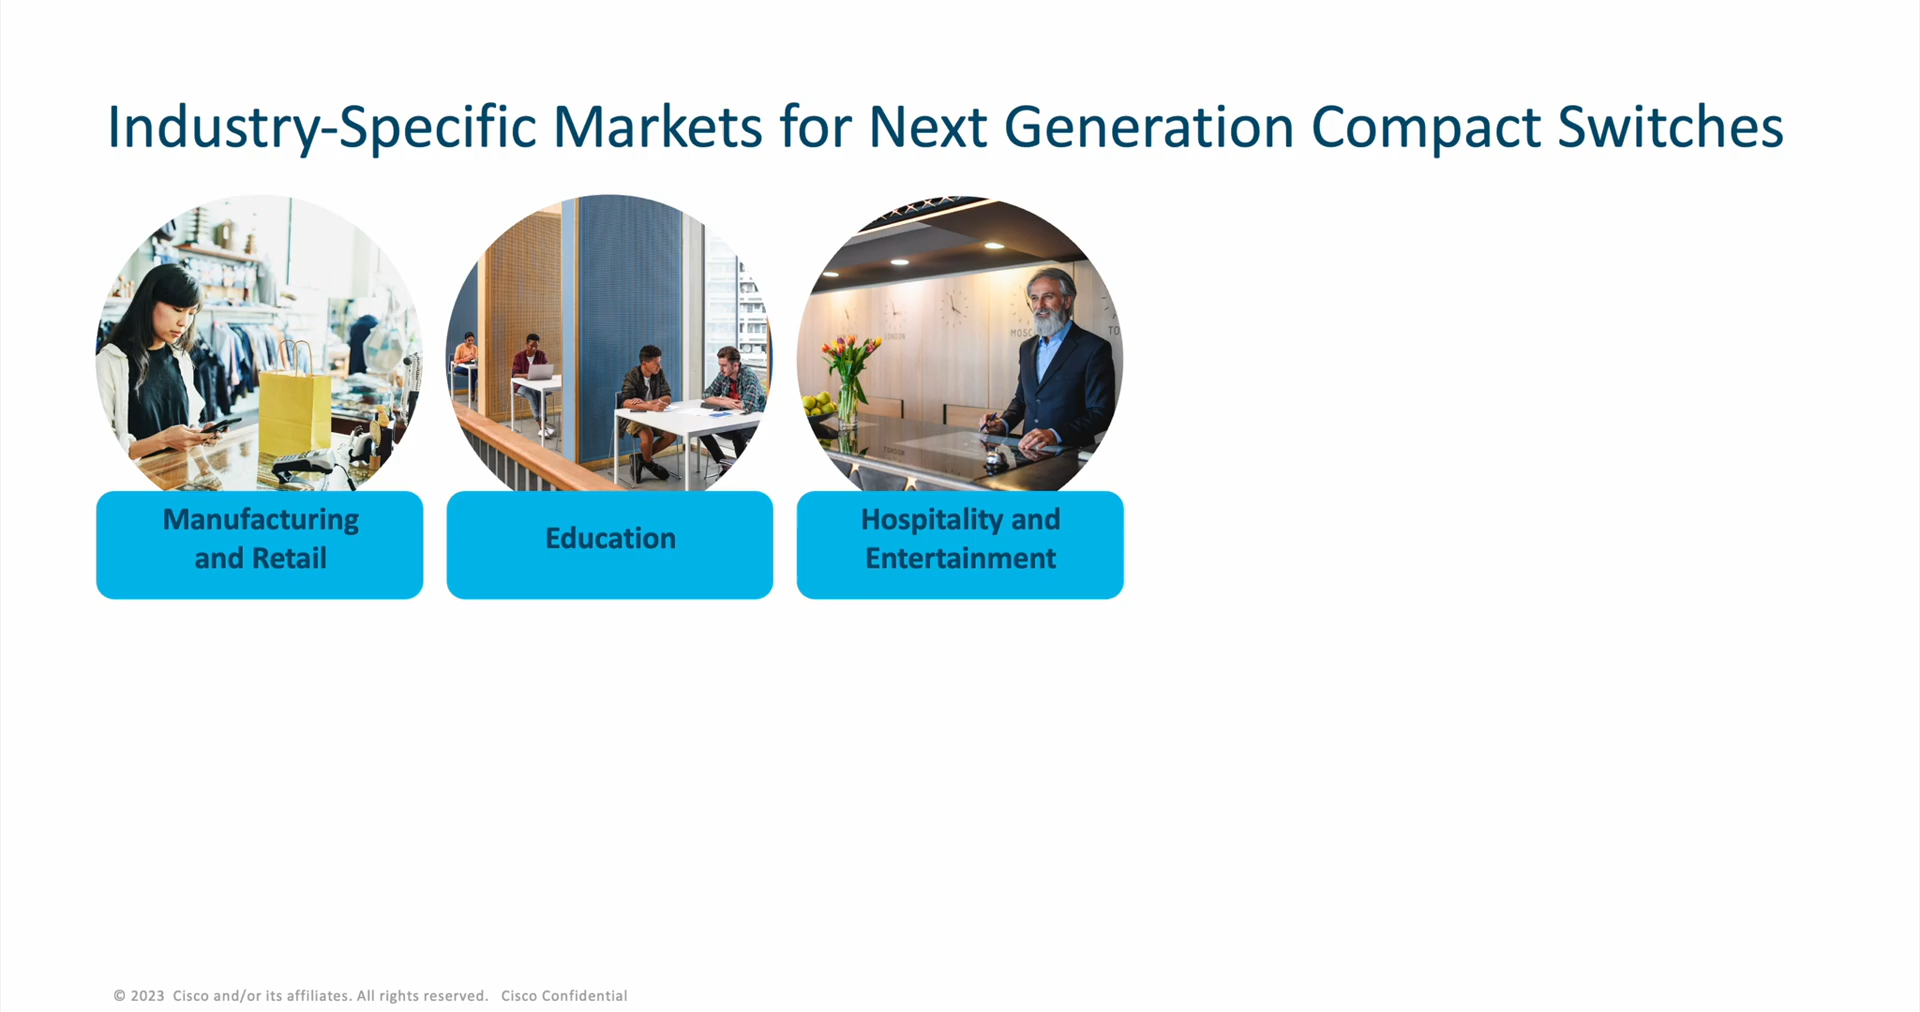 Industry-Specific Markets for Next Generation Compact Switches
LONDON
Manufacturing
and Retail
Education
Hospitality and
Entertainment
© 2023 Cisco and/or its affiliates. All rights reserved. Cisco Confidential